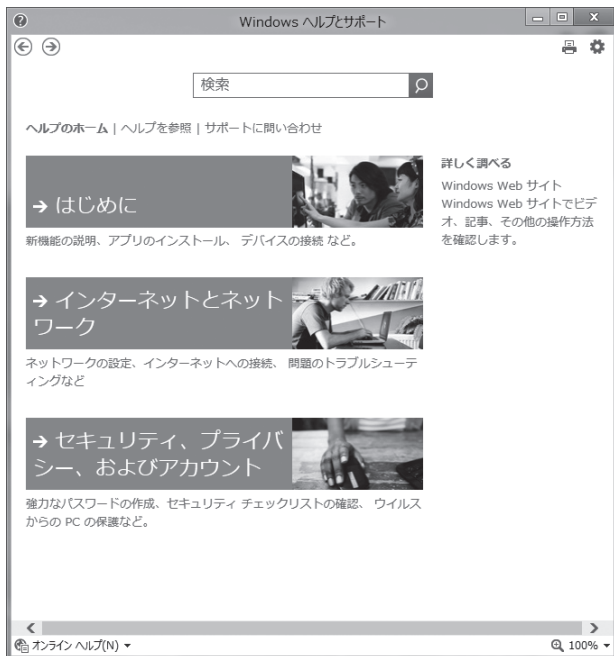 Windows ヘルプとサポート
検索
ヘルプのホーム | ヘルプを参照 | サポートに問い合わせ
→ はじめに
新機能の説明、アプリのインストール、 デバイスの接続 など。
→ インターネットとネット
ワーク
ネットワークの設定、インターネットへの接続、 問題のトラブルシューテ
ィングなど
→ セキュリティ、プライバ
シー、およびアカウント
強力なパスワードの作成、セキュリティ チェックリストの確認、 ウイルス
からの PC の保護など。
詳しく調べる
Windows Web サイト
Windows Web サイトでビデ
オ、記事、その他の操作方法
を確認します。
オンライン ヘルプ(N)
100%